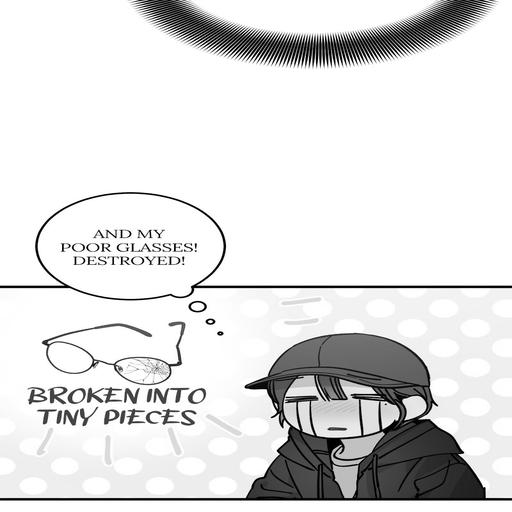 AND MY
POOR GLASSES!
DESTROYED!
BROKEN INTO
TINY PIECES